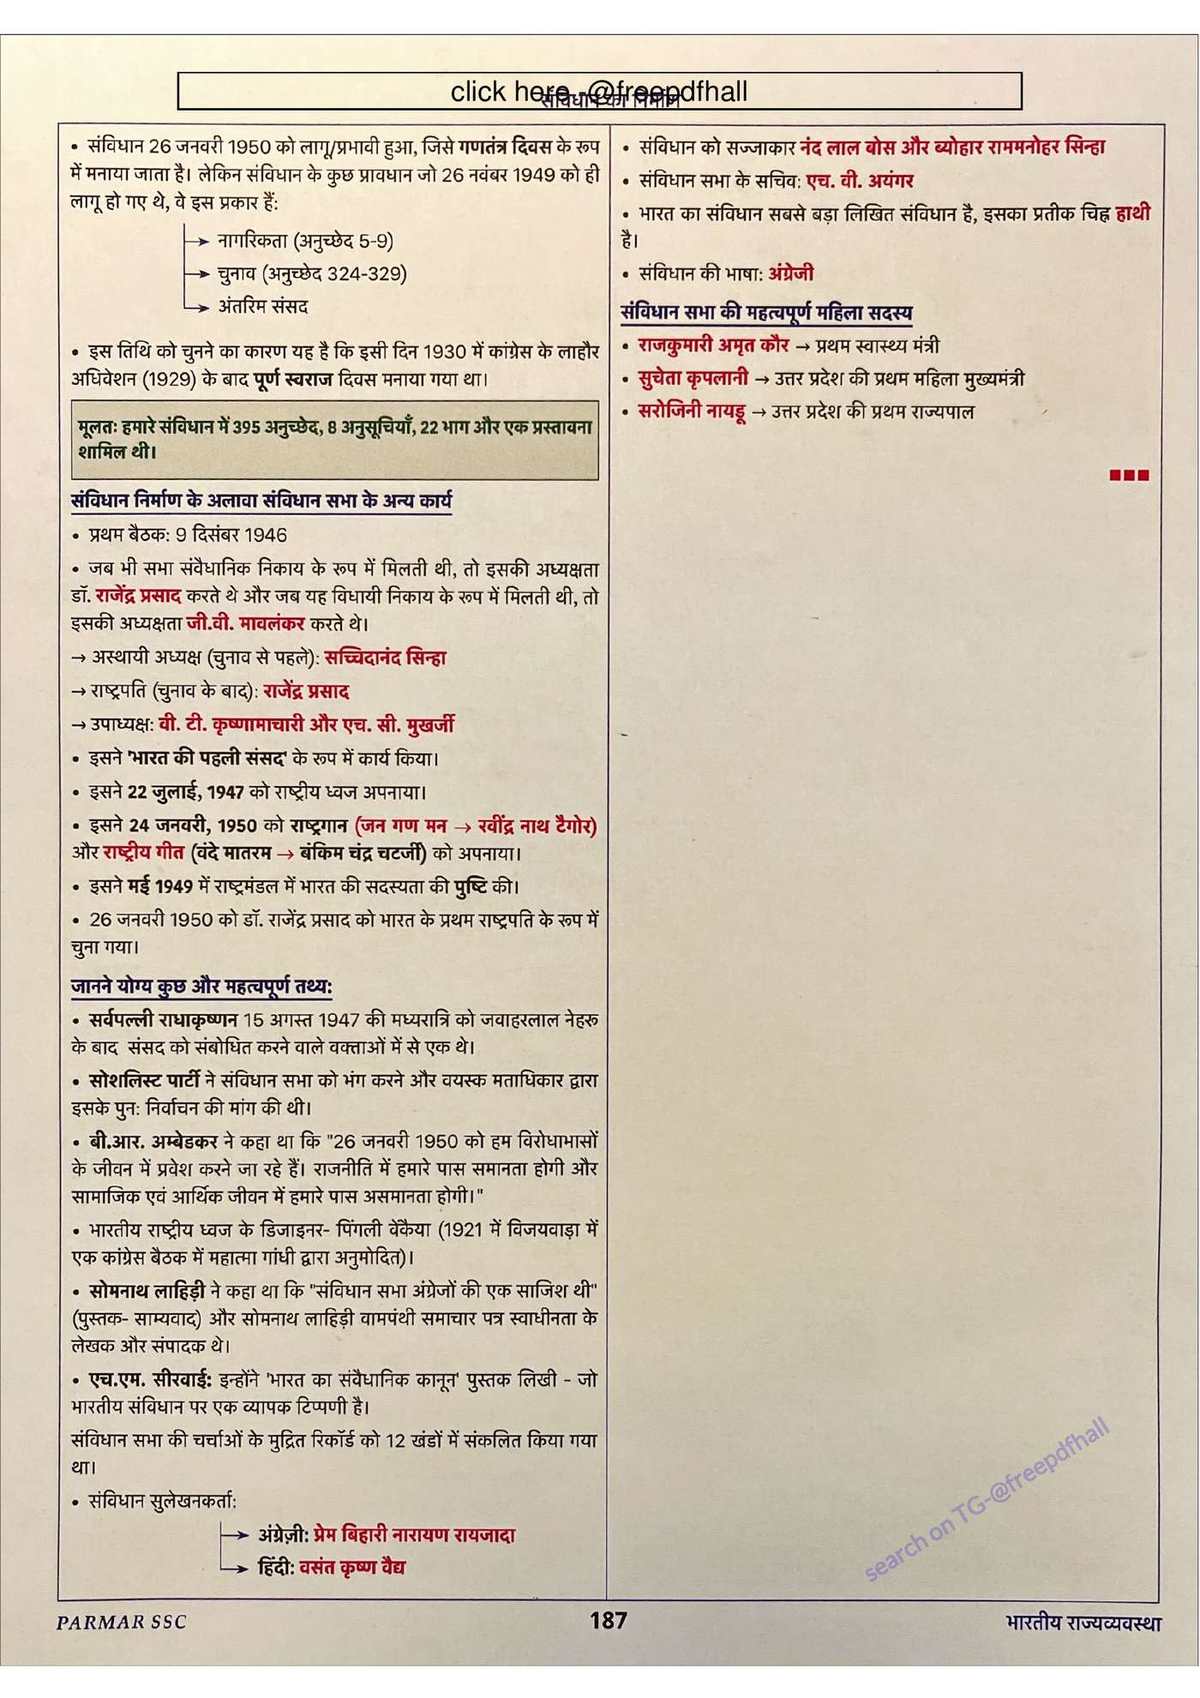 click here -@freepdfhall
संविधान का निर्माण
• संविधान 26 जनवरी 1950 को लागू/प्रभावी हुआ, जिसे गणतंत्र दिवस के रूप
में मनाया जाता है। लेकिन संविधान के कुछ प्रावधान जो 26 नवंबर 1949 को ही
लागू हो गए थे, वे इस प्रकार हैं:
→ नागरिकता (अनुच्छेद 5-9)
→ चुनाव (अनुच्छेद 324-329)
→ अंतरिम संसद
• इस तिथि को चुनने का कारण यह है कि इसी दिन 1930 में कांग्रेस के लाहौर
अधिवेशन (1929) के बाद पूर्ण स्वराज दिवस मनाया गया था।
मूलतः हमारे संविधान में 395 अनुच्छेद, 8 अनुसूचियाँ, 22 भाग और एक प्रस्तावना
शामिल थी।
संविधान निर्माण के अलावा संविधान सभा के अन्य कार्य
• प्रथम बैठक: 9 दिसंबर 1946
• जब भी सभा संवैधानिक निकाय के रूप में मिलती थी, तो इसकी अध्यक्षता
डॉ. राजेंद्र प्रसाद करते थे और जब यह विधायी निकाय के रूप में मिलती थी, तो
इसकी अध्यक्षता जी.वी. मावलंकर करते थे।
→ अस्थायी अध्यक्ष (चुनाव से पहले): सच्चिदानंद सिन्हा
→ राष्ट्रपति (चुनाव के बाद): राजेंद्र प्रसाद
→ उपाध्यक्ष: वी. टी. कृष्णामाचारी और एच. सी. मुखर्जी
• इसने 'भारत की पहली संसद' के रूप में कार्य किया।
• इसने 22 जुलाई, 1947 को राष्ट्रीय ध्वज अपनाया।
• इसने 24 जनवरी, 1950 को राष्ट्रगान (जन गण मन → रवींद्र नाथ टैगोर)
और राष्ट्रीय गीत (वंदे मातरम → बंकिम चंद्र चटर्जी) को अपनाया।
• इसने मई 1949 में राष्ट्रमंडल में भारत की सदस्यता की पुष्टि की।
• 26 जनवरी 1950 को डॉ. राजेंद्र प्रसाद को भारत के प्रथम राष्ट्रपति के रूप में
चुना गया।
जानने योग्य कुछ और महत्वपूर्ण तथ्य:
• सर्वपल्ली राधाकृष्णन 15 अगस्त 1947 की मध्यरात्रि को जवाहरलाल नेहरू
के बाद संसद को संबोधित करने वाले वक्ताओं में से एक थे।
• सोशलिस्ट पार्टी ने संविधान सभा को भंग करने और वयस्क मताधिकार द्वारा
इसके पुन: निर्वाचन की मांग की थी।
• बी.आर. अम्बेडकर ने कहा था कि "26 जनवरी 1950 को हम विरोधाभासों
के जीवन में प्रवेश करने जा रहे हैं। राजनीति में हमारे पास समानता होगी और
सामाजिक एवं आर्थिक जीवन में हमारे पास असमानता होगी।"
• भारतीय राष्ट्रीय ध्वज के डिजाइनर- पिंगली वेंकैया (1921 में विजयवाड़ा में
एक कांग्रेस बैठक में महात्मा गांधी द्वारा अनुमोदित)।
• सोमनाथ लाहिड़ी ने कहा था कि "संविधान सभा अंग्रेजों की एक साजिश थी"
(पुस्तक- साम्यवाद) और सोमनाथ लाहिड़ी वामपंथी समाचार पत्र स्वाधीनता के
लेखक और संपादक थे।
• एच.एम. सीरवाई: इन्होंने 'भारत का संवैधानिक कानून' पुस्तक लिखी - जो
भारतीय संविधान पर एक व्यापक टिप्पणी है।
संविधान सभा की चर्चाओं के मुद्रित रिकॉर्ड को 12 खंडों में संकलित किया गया
था।
• संविधान सुलेखनकर्ता:
→ अंग्रेज़ी: प्रेम बिहारी नारायण रायजादा
→ हिंदी: वसंत कृष्ण वैद्य
• संविधान को सज्जाकार नंद लाल बोस और ब्योहार राममनोहर सिन्हा
• संविधान सभा के सचिव: एच. वी. अयंगर
• भारत का संविधान सबसे बड़ा लिखित संविधान है, इसका प्रतीक चिह्न हाथी
है।
• संविधान की भाषा: अंग्रेजी
संविधान सभा की महत्वपूर्ण महिला सदस्य
• राजकुमारी अमृत कौर → प्रथम स्वास्थ्य मंत्री
• सुचेता कृपलानी → उत्तर प्रदेश की प्रथम महिला मुख्यमंत्री
• सरोजिनी नायडू → उत्तर प्रदेश की प्रथम राज्यपाल
search on TG-@freepdfhall
PARMAR SSC
187
भारतीय राज्यव्यवस्था